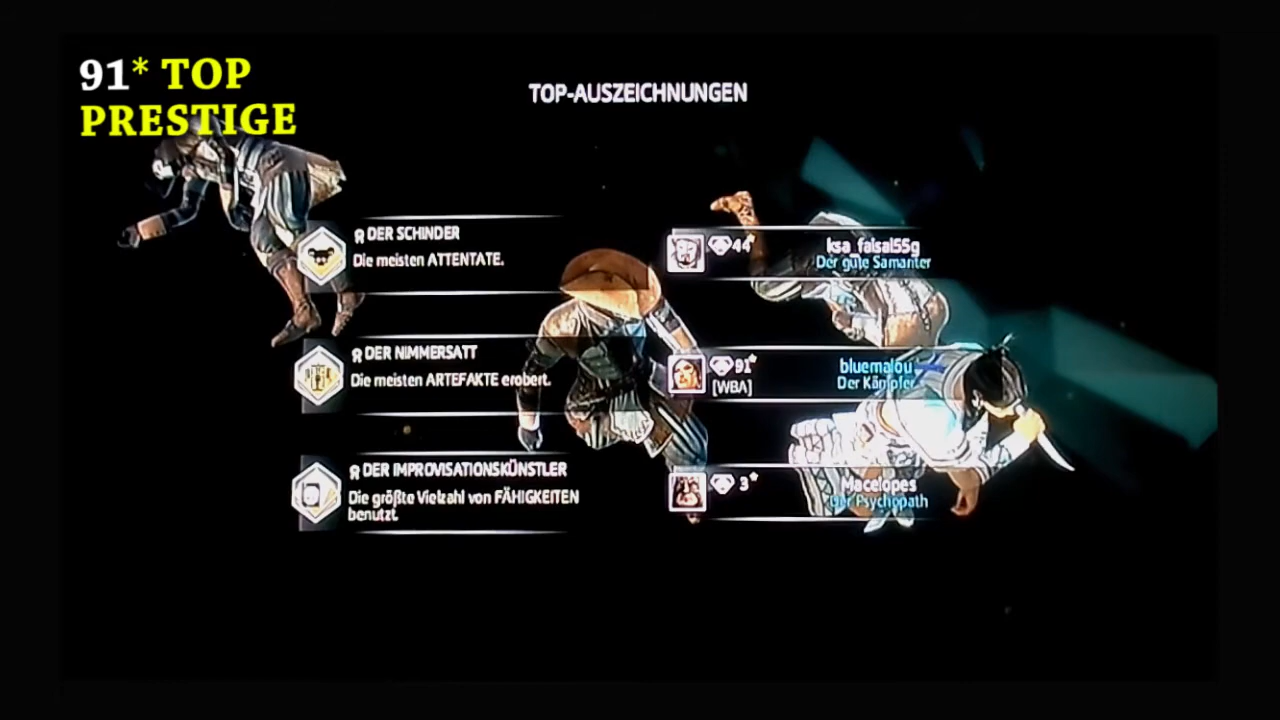 91* TOP
PRESTIGE
TOP-AUSZEICHNUNGEN
DER SCHINDER
Die meisten ATTENTATE.
44*
ksa_faisal55g
Der gute Samariter
DER NIMMERSATT
Die meisten ARTEFAKTE erobert.
91*
[WBA]
bluemalou
Der Kämpfer
DER IMPROVISATIONSKÜNSTLER
Die größte Vielzahl von FÄHIGKEITEN
benutzt.
3*
Macelopes
Der Psychopath